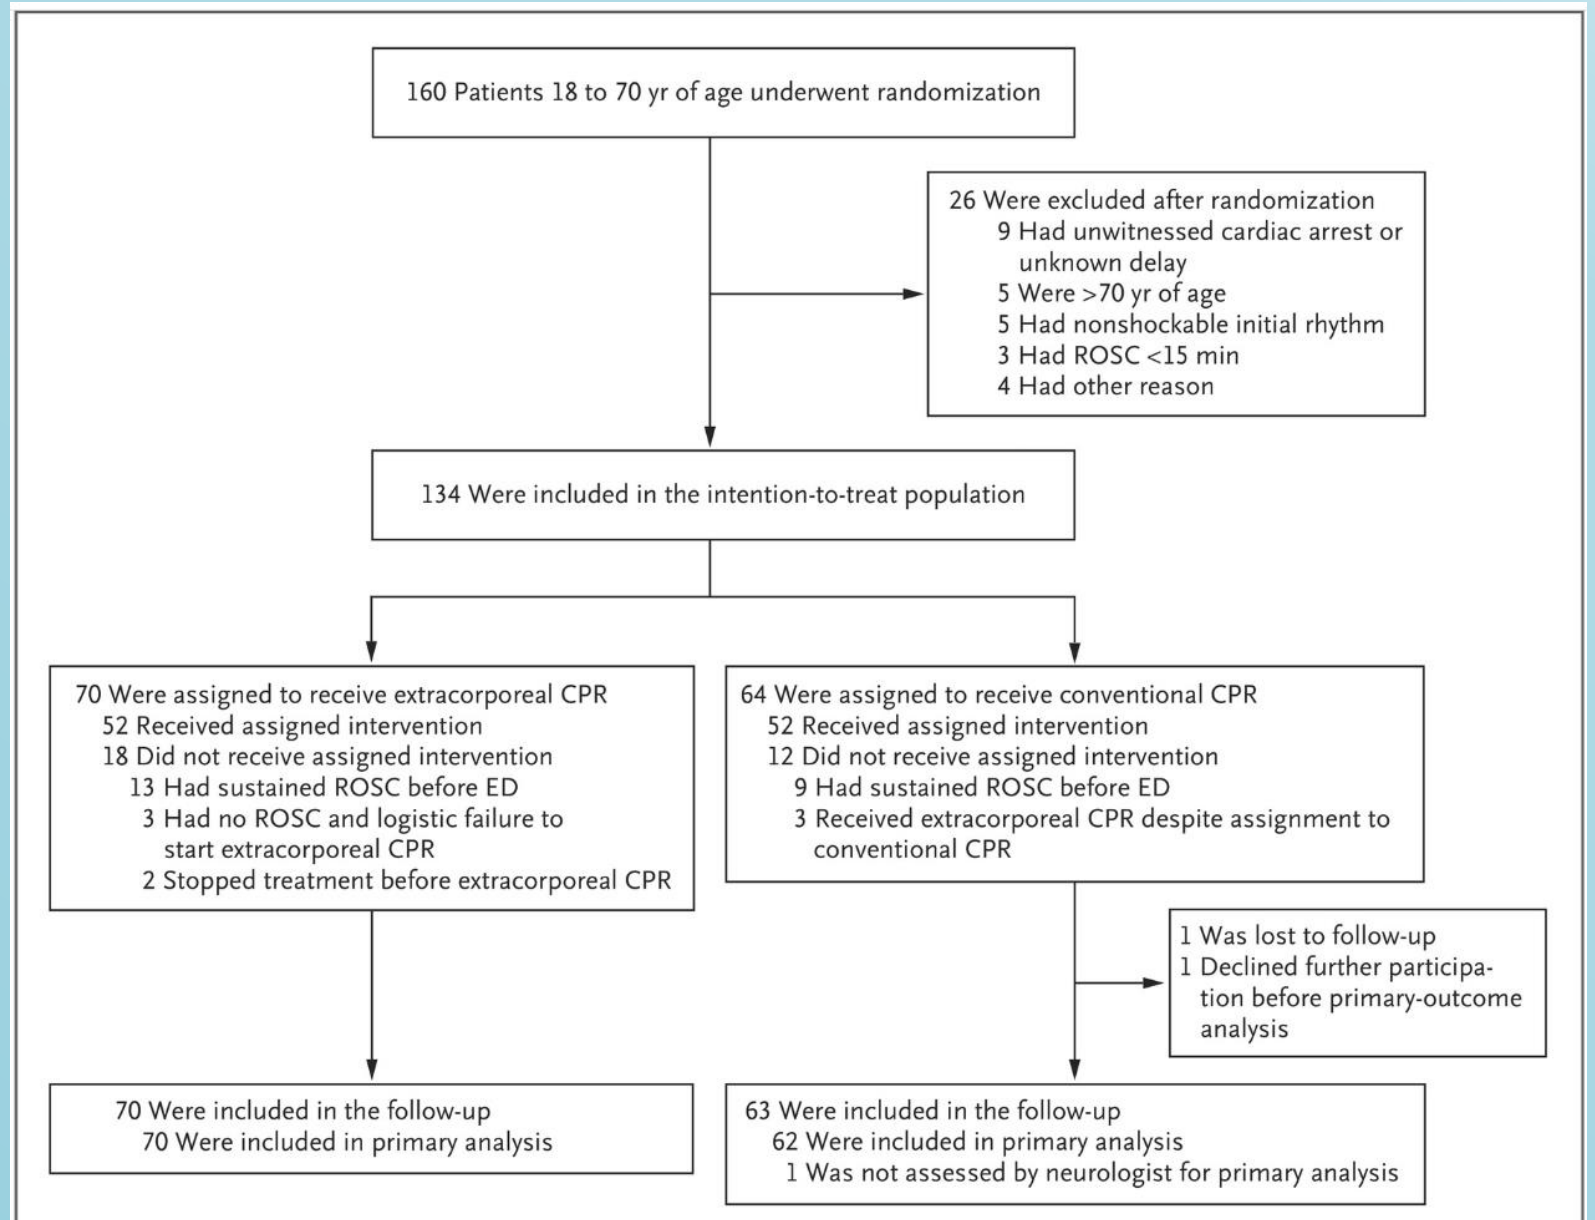 160 Patients 18 to 70 yr of age underwent randomization
26 Were excluded after randomization
9 Had unwitnessed cardiac arrest or
unknown delay
5 Were >70 yr of age
5 Had nonshockable initial rhythm
3 Had ROSC <15 min
4 Had other reason
134 Were included in the intention-to-treat population
70 Were assigned to receive extracorporeal CPR
52 Received assigned intervention
18 Did not receive assigned intervention
13 Had sustained ROSC before ED
3 Had no ROSC and logistic failure to
start extracorporeal CPR
2 Stopped treatment before extracorporeal CPR
64 Were assigned to receive conventional CPR
52 Received assigned intervention
12 Did not receive assigned intervention
9 Had sustained ROSC before ED
3 Received extracorporeal CPR despite assignment to
conventional CPR
1 Was lost to follow-up
1 Declined further participa-
tion before primary-outcome
analysis
70 Were included in the follow-up
70 Were included in primary analysis
63 Were included in the follow-up
62 Were included in primary analysis
1 Was not assessed by neurologist for primary analysis